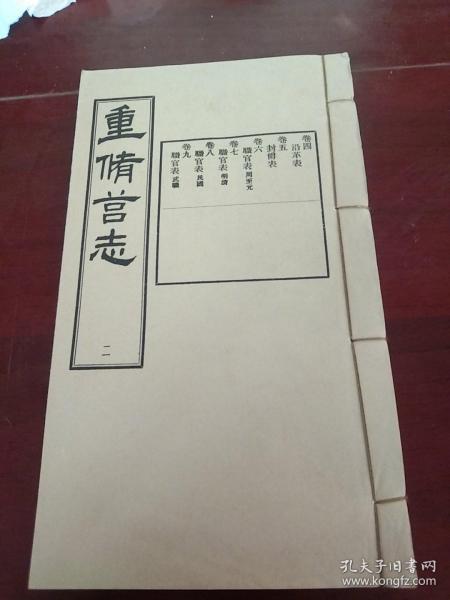 重修莒志
二
卷四
沿革表
卷五
封爵表
卷六
職官表 周至元
卷七
職官表 明清
卷八
職官表 民國
卷九
職官表 武職
孔夫子旧书网
www.kongfz.com